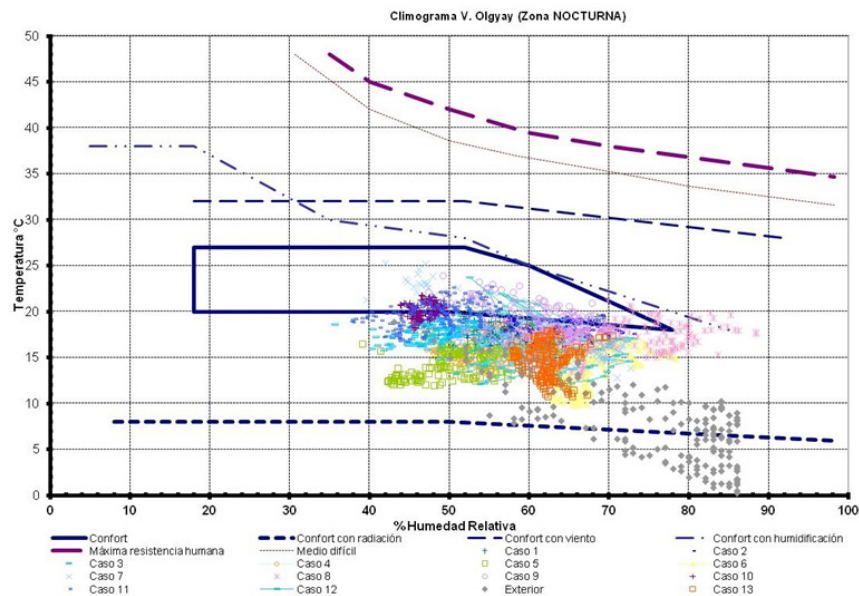 Climograma V. Olgyay (Zona NOCTURNA)
Temperatura °C
50
45
40
35
30
25
20
15
10
5
0
0 10 20 30 40 50 60 70 80 90 100
%Humedad Relativa
Confort Confort con radiación Confort con viento Confort con humidificación
Máxima resistencia humana Medio difícil Caso 1 Caso 2
Caso 3 Caso 4 Caso 5 Caso 6
Caso 7 Caso 8 Caso 9 Caso 10
Caso 11 Caso 12 Exterior Caso 13